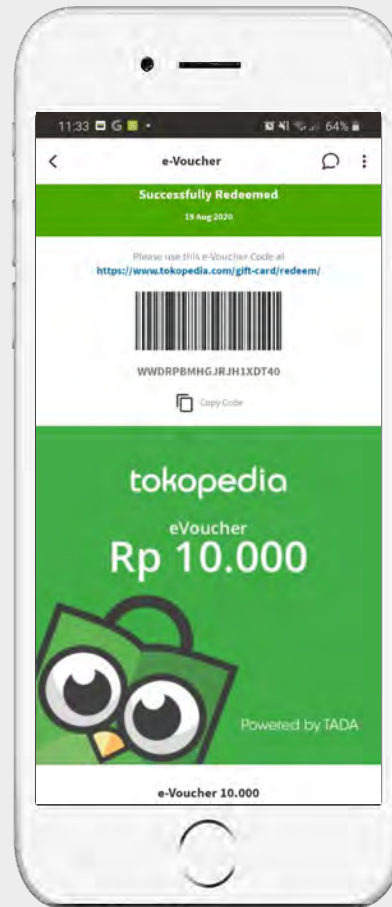 11:33 G
64%
e-Voucher
Successfully Redeemed
19 Aug 2020
Please use this e-Voucher Code at
https://www.tokopedia.com/gift-card/redeem/
WWDRPBMHGJRJH1XDT40
Copy Code
tokopedia
eVoucher
Rp 10.000
Powered by TADA
e-Voucher 10.000